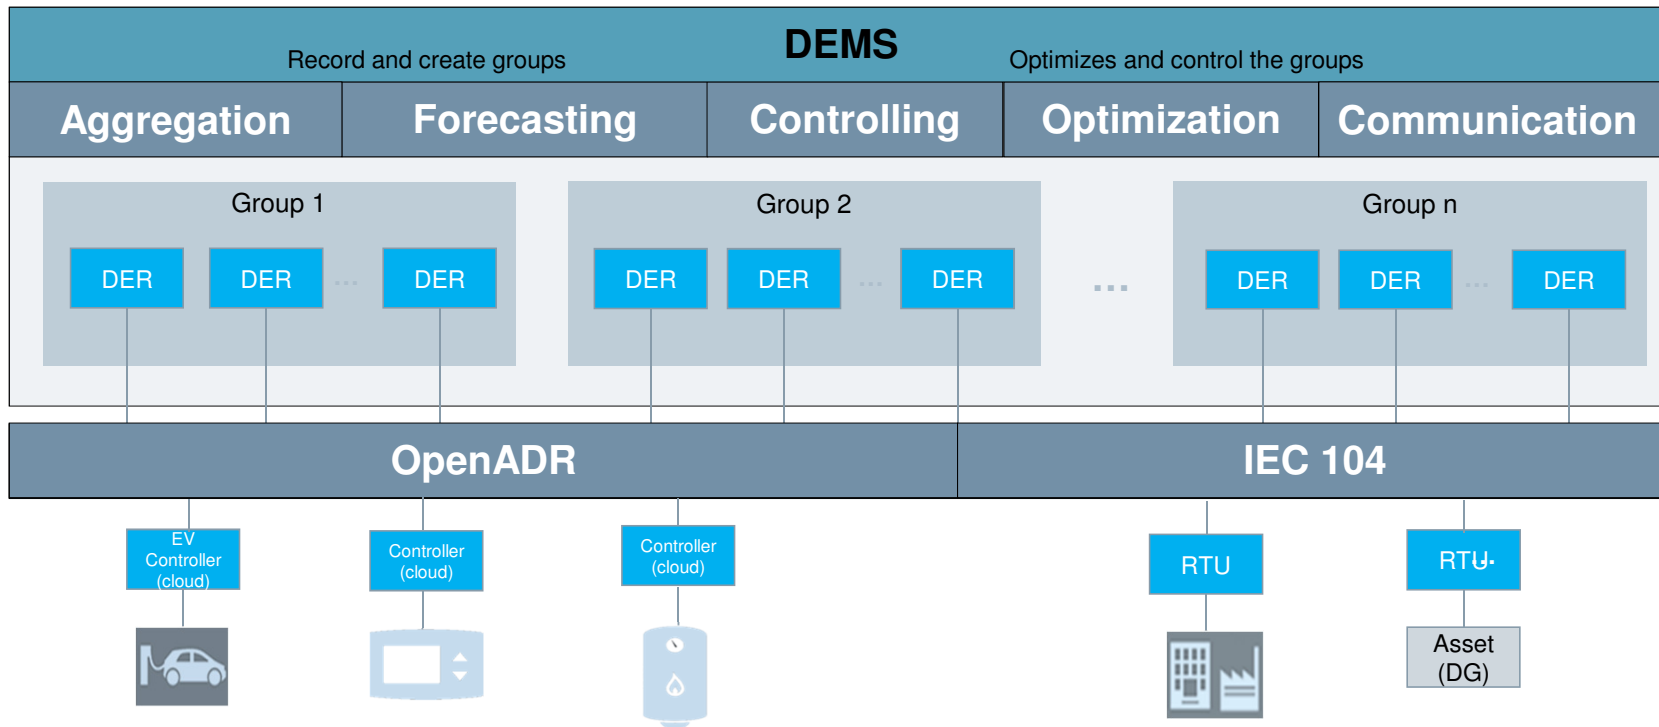 DEMS
Record and create groups
Optimizes and control the groups
Aggregation
Forecasting
Controlling
Optimization
Communication
Group 1
Group 2
Group n
DER
DER
...
DER
DER
DER
...
DER
...
DER
DER
...
DER
OpenADR
IEC 104
EV
Controller
(cloud)
Controller
(cloud)
Controller
(cloud)
RTU
RTU
...
Asset
(DG)